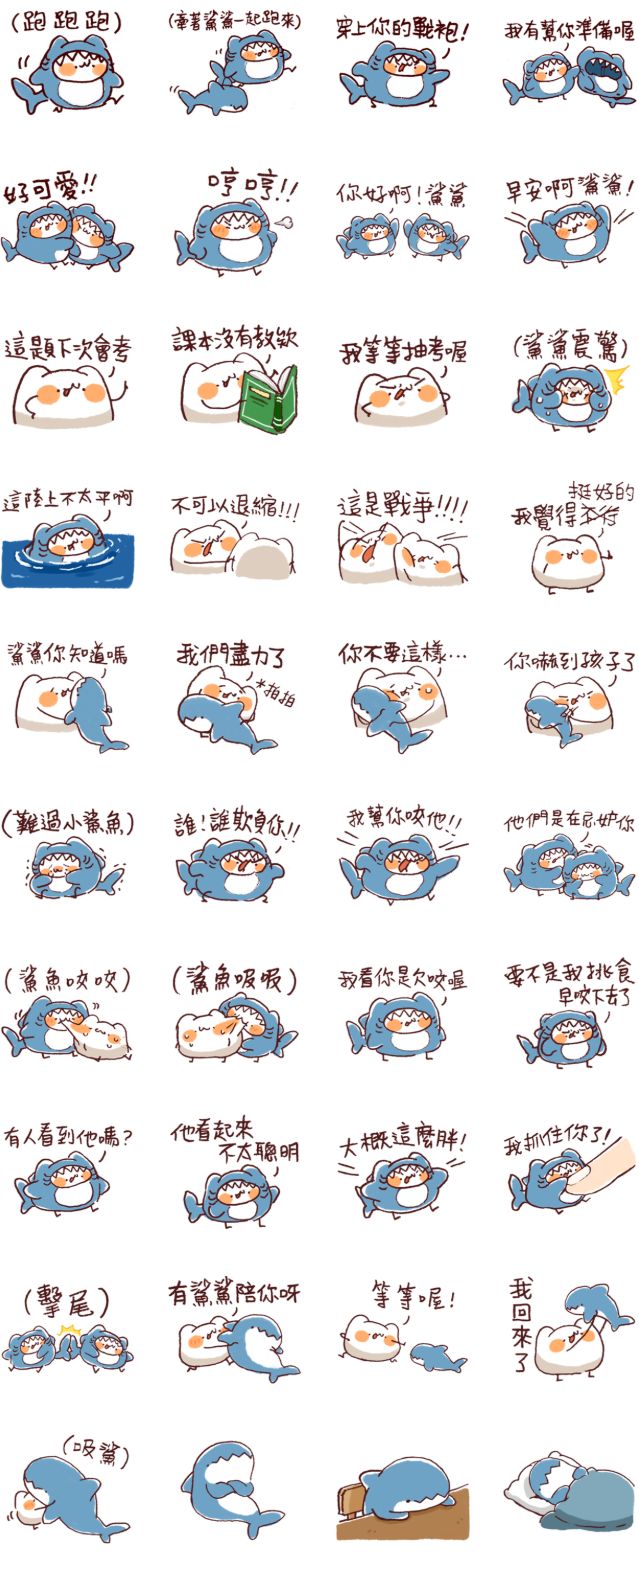 (跑跑跑)
(牽著鯊鯊一起跑來)
穿上你的戰袍!
我有幫你準備喔
好可愛!!
哼哼!!
你好啊!鯊鯊
早安啊鯊鯊!
這題下次會考
課本沒有教欸
我等等抽考喔
(鯊鯊震驚)
這陸上不太平啊
不可以退縮!!!
這是戰爭!!!!
挺好的
我覺得不行
鯊鯊你知道嗎
我們盡力了
*拍拍
你不要這樣...
你嚇到孩子了
(難過小鯊魚)
誰!誰欺負你!!
我幫你咬他!!
他們是在忌妒你
(鯊魚咬咬)
(鯊魚吸吸)
我看你是欠咬喔
要不是我挑食
早咬下去了
有人看到他嗎?
他看起來
不太聰明
大概這麼胖!
我抓住你了!
(擊尾)
有鯊鯊陪你呀
等等喔!
我回來了
(吸鯊)